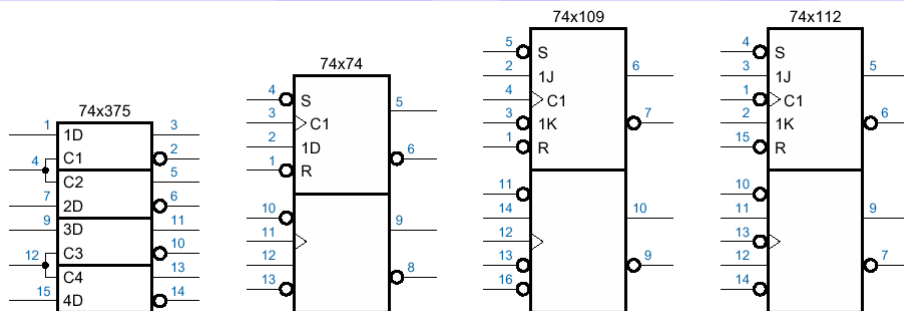 74x375
1 1D 3
4 C1 2
C2 5
7 2D 6
9 3D 11
12 C3 10
C4 13
15 4D 14
74x74
4 S 5
3 C1
2 1D 6
1 R
10 9
11
12 8
13
74x109
5 S
2 1J 6
4 C1
3 1K 7
1 R
11
14 10
12
13 9
16
74x112
4 S
3 1J 5
1 C1
2 1K 6
15 R
10
11 9
13
12 7
14